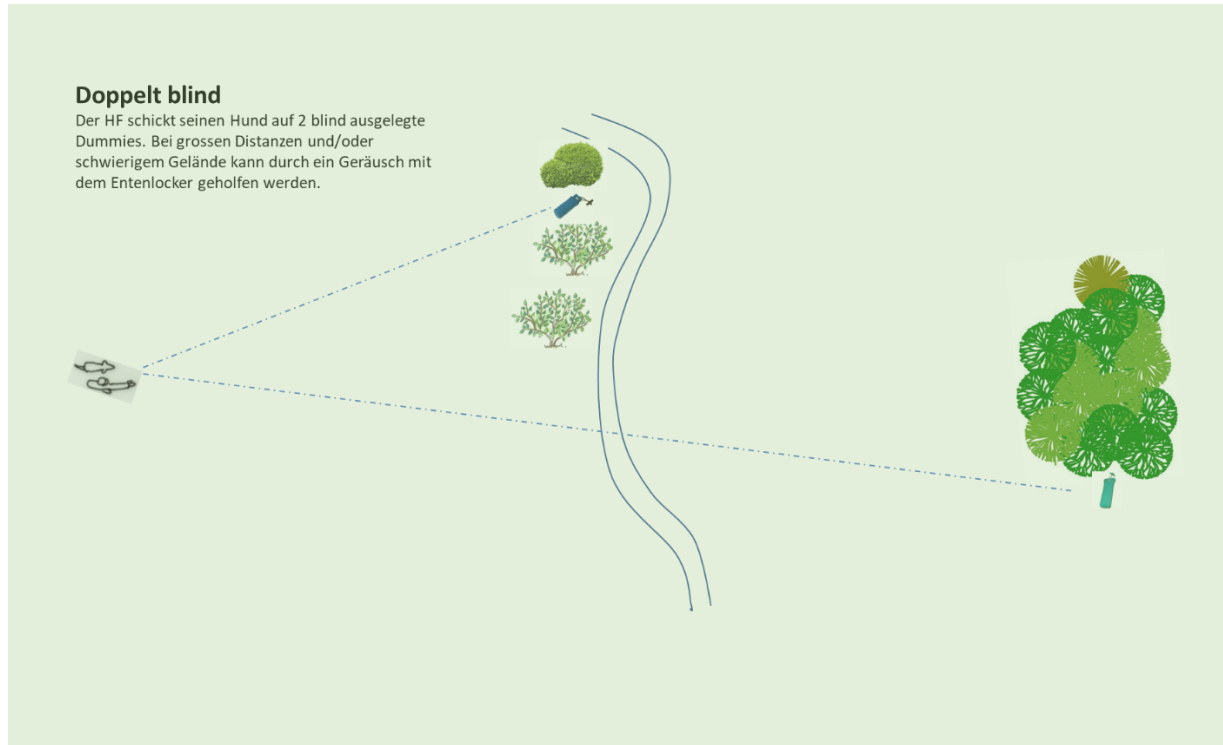 Doppelt blind
Der HF schickt seinen Hund auf 2 blind ausgelegte
Dummies. Bei grossen Distanzen und/oder
schwierigem Gelände kann durch ein Geräusch mit
dem Entenlocker geholfen werden.